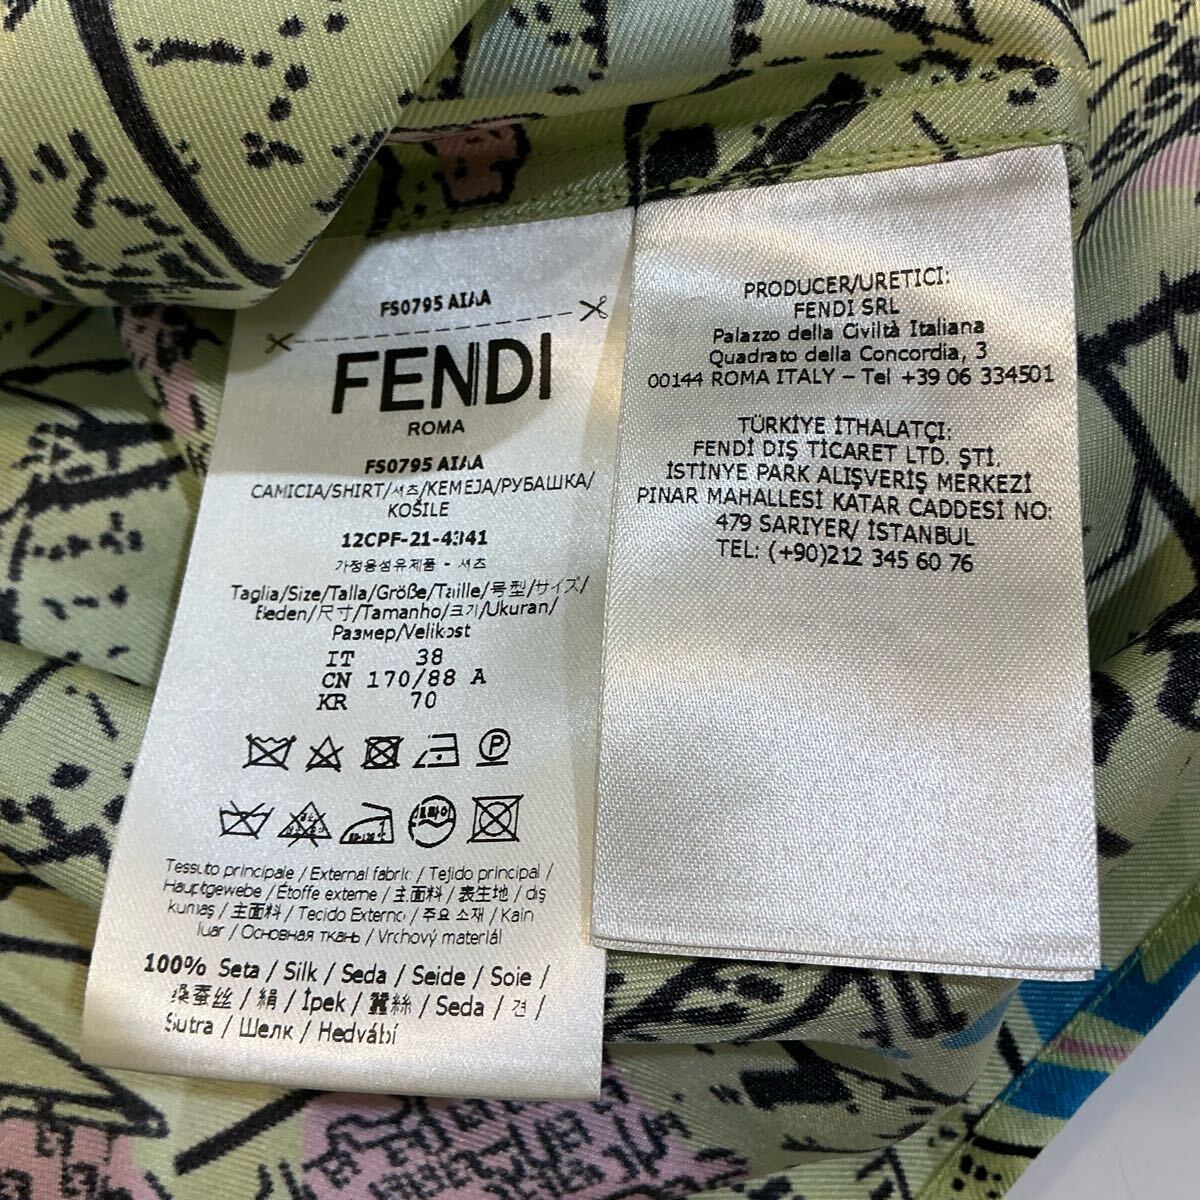 FS0795 AIAA
FENDI
ROMA
FS0795 AIAA
CAMICIA/SHIRT/셔츠/KEMEJA/РУБАШКА/
KOŠILE
12CPF-21-4341
가정용섬유제품 - 셔츠
Taglia/Size/Talla/Größe/Taille/号型/サイズ/
Beden/尺寸/Tamanho/크기/Ukuran/
Размер/Velikost
IT 38
CN 170/88 A
KR 70
P
80-120℃
Tessuto principale / External fabric / Tejido principal /
Hauptgewebe / Étoffe externe / 主面料 / 表生地 / dış
kumaş / 主面料 / Tecido Externo / 주요 소재 / Kain
luar / Основная ткань / Vrchový materiál
100% Seta / Silk / Seda / Seide / Soie /
桑蚕丝 / 絹 / İpek / 蠶絲 / Seda / 견 /
Sutra / Шелк / Hedvábí
PRODUCER/URETICI:
FENDI SRL
Palazzo della Civiltà Italiana
Quadrato della Concordia, 3
00144 ROMA ITALY – Tel +39 06 334501
TÜRKİYE İTHALATÇI:
FENDİ DIŞ TİCARET LTD. ŞTİ.
İSTİNYE PARK ALIŞVERİŞ MERKEZİ
PINAR MAHALLESİ KATAR CADDESİ NO:
479 SARIYER/ İSTANBUL
TEL: (+90)212 345 60 76